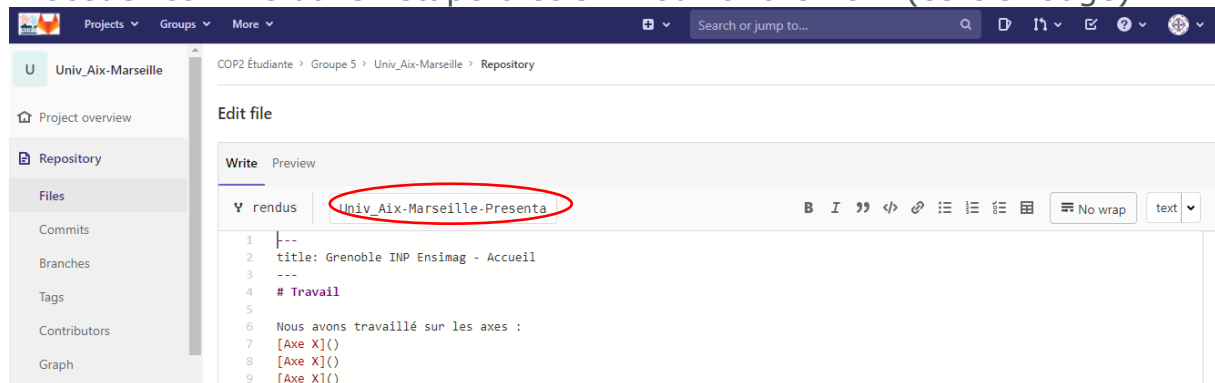 Projects Groups More Search or jump to...
U Univ_Aix-Marseille
COP2 Étudiante > Groupe 5 > Univ_Aix-Marseille > Repository
Project overview
Edit file
Repository
Write Preview
Files
rendus Univ_Aix-Marseille-Presenta B I No wrap text
Commits
1 ---
2 title: Grenoble INP Ensimag - Accueil
Branches
3 ---
4 # Travail
Tags
5
6 Nous avons travaillé sur les axes :
Contributors
7 [Axe X]()
8 [Axe X]()
Graph
9 [Axe X]()